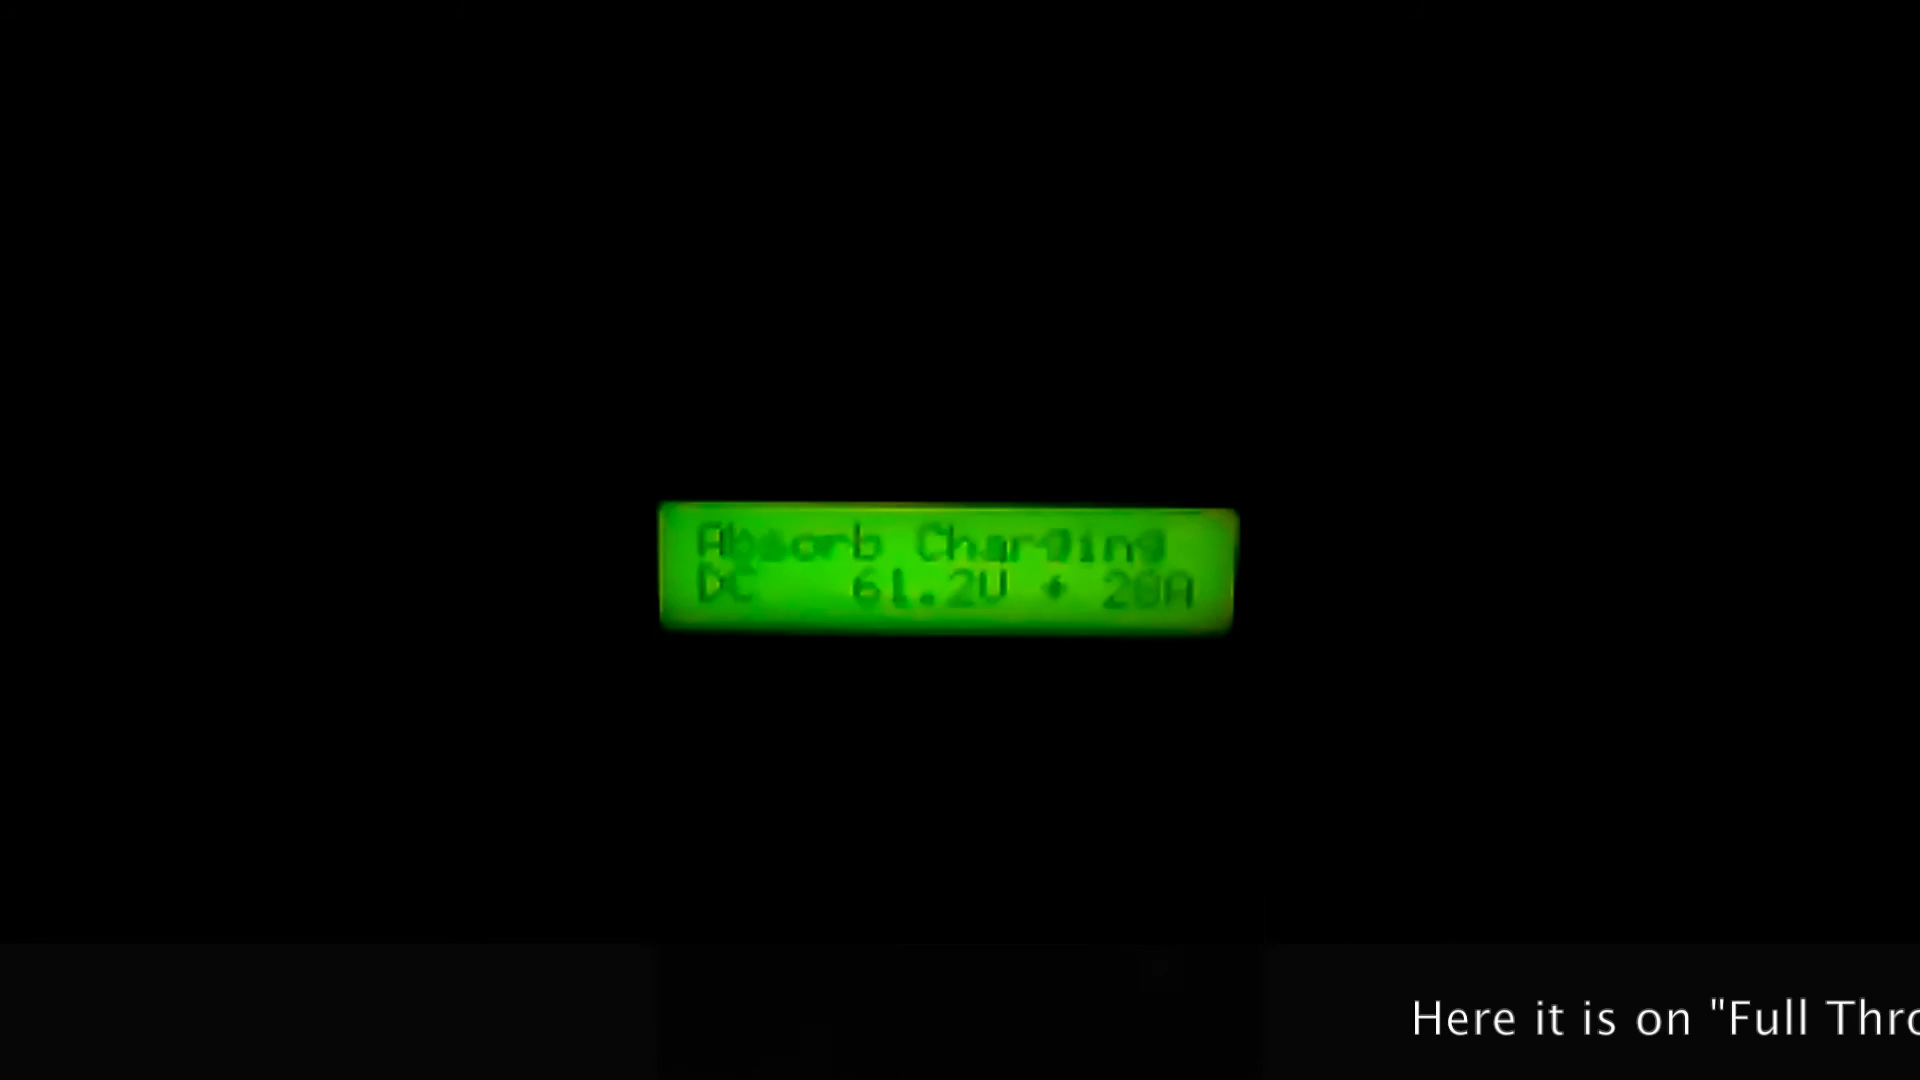 Absorb Charging
DC 61.2V + 20A
Here it is on "Full Thro